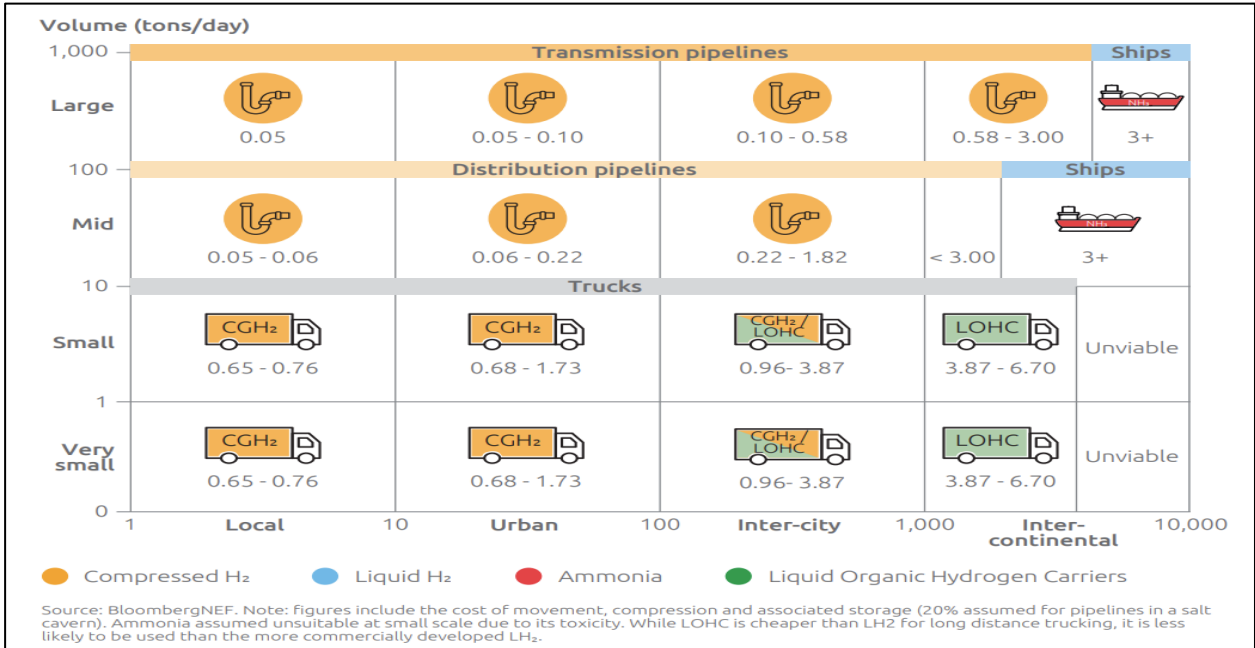 Volume (tons/day)
1,000
Transmission pipelines
Ships
Large
NH₃
0.05
0.05 - 0.10
0.10 - 0.58
0.58 - 3.00
3+
100
Distribution pipelines
Ships
Mid
NH₃
0.05 - 0.06
0.06 - 0.22
0.22 - 1.82
< 3.00
3+
10
Trucks
Small
CGH₂
CGH₂
CGH₂/
LOHC
LOHC
Unviable
0.65 - 0.76
0.68 - 1.73
0.96- 3.87
3.87 - 6.70
1
Very
small
CGH₂
CGH₂
CGH₂/
LOHC
LOHC
Unviable
0.65 - 0.76
0.68 - 1.73
0.96- 3.87
3.87 - 6.70
0
1
Local
10
Urban
100
Inter-city
1,000
Inter-
continental
10,000
Compressed H₂
Liquid H₂
Ammonia
Liquid Organic Hydrogen Carriers
Source: BloombergNEF. Note: figures include the cost of movement, compression and associated storage (20% assumed for pipelines in a salt
cavern). Ammonia assumed unsuitable at small scale due to its toxicity. While LOHC is cheaper than LH2 for long distance trucking, it is less
likely to be used than the more commercially developed LH₂.